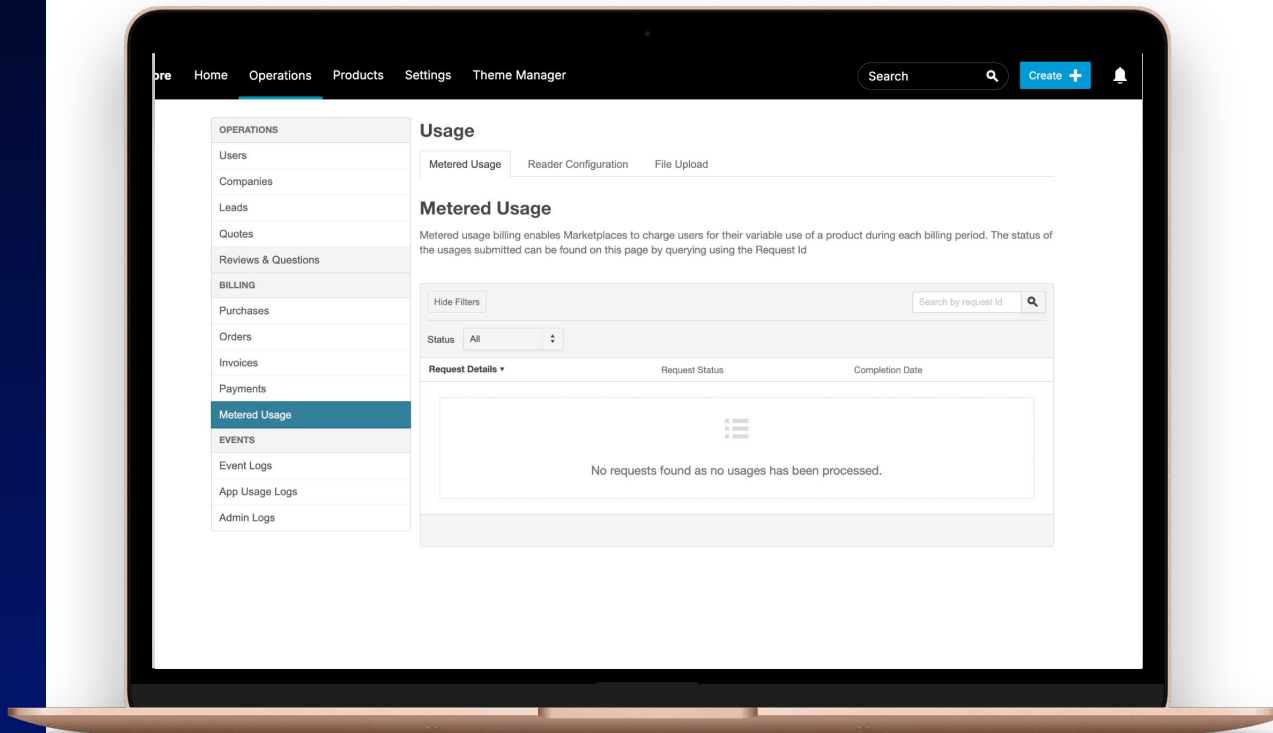 ore Home Operations Products Settings Theme Manager Search Create
OPERATIONS
Users
Companies
Leads
Quotes
Reviews & Questions
BILLING
Purchases
Orders
Invoices
Payments
Metered Usage
EVENTS
Event Logs
App Usage Logs
Admin Logs
Usage
Metered Usage Reader Configuration File Upload
Metered Usage
Metered usage billing enables Marketplaces to charge users for their variable use of a product during each billing period. The status of
the usages submitted can be found on this page by querying using the Request Id
Hide Filters Search by request Id
Status All
Request Details Request Status Completion Date
No requests found as no usages has been processed.